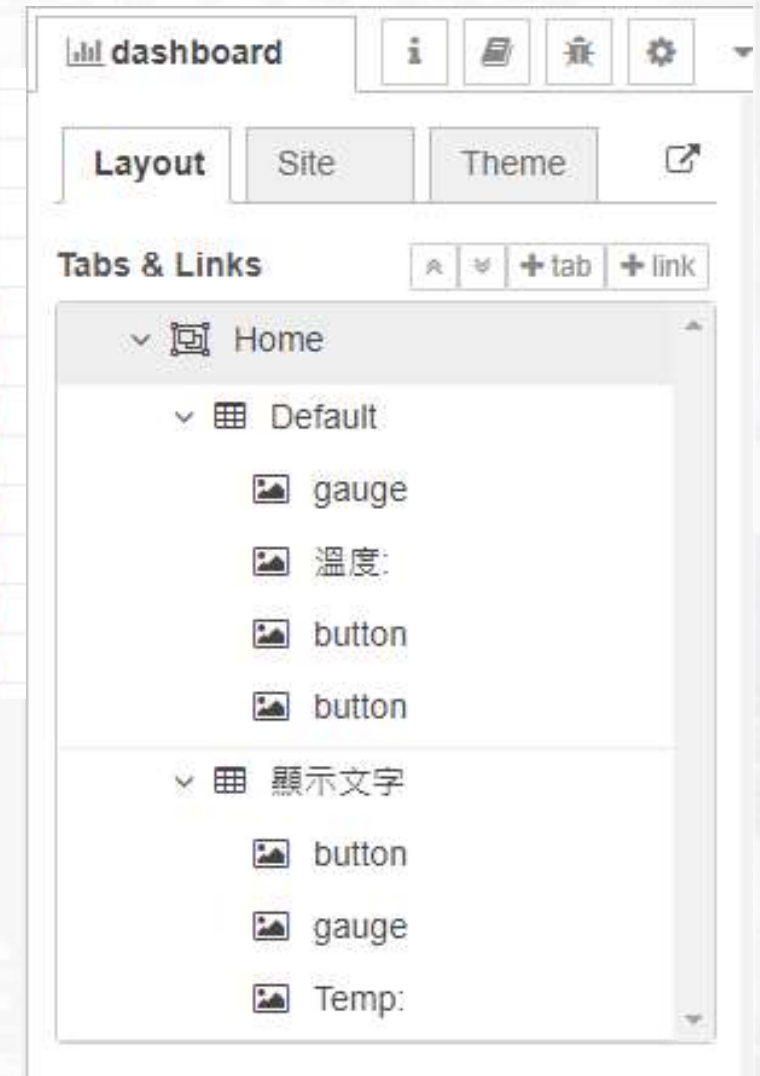 dashboard
Layout Site Theme
Tabs & Links +tab +link
Home
Default
gauge
溫度:
button
button
顯示文字
button
gauge
Temp: